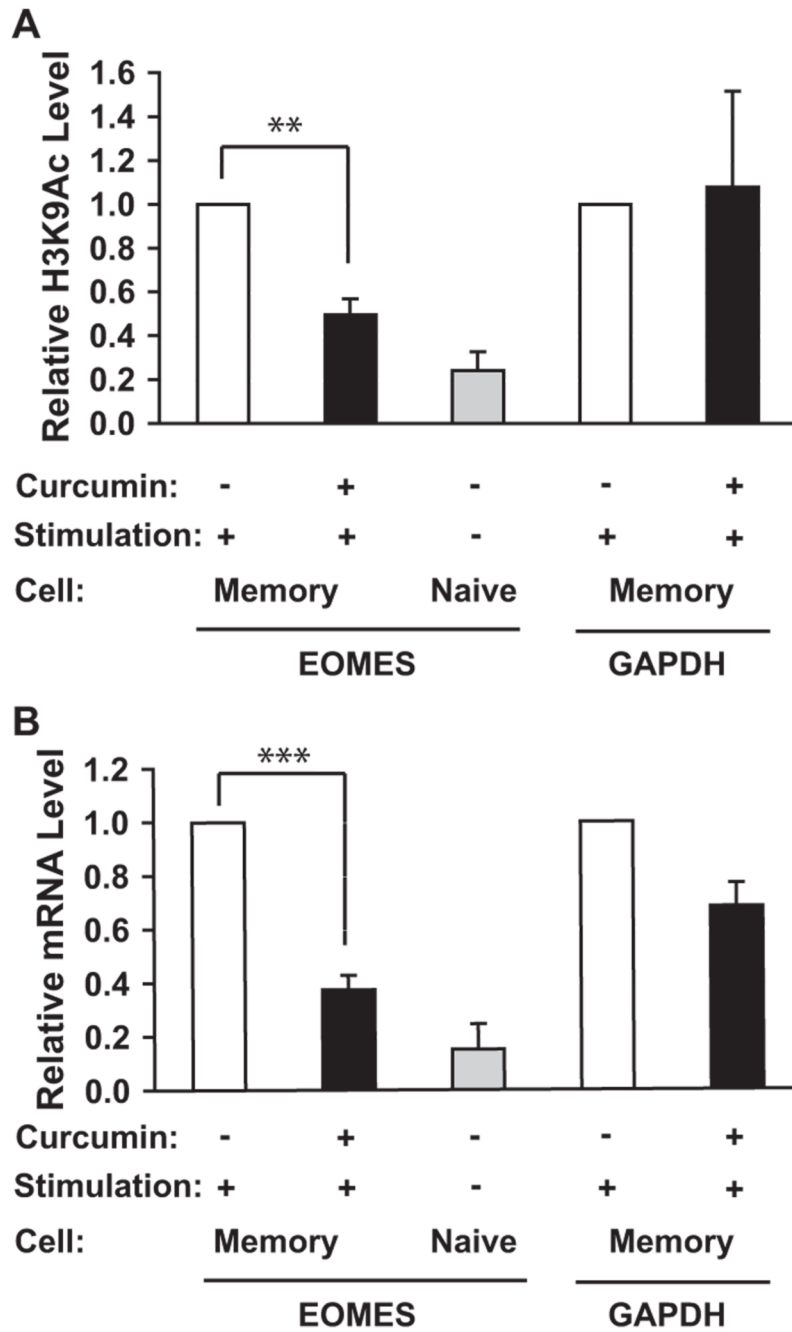 A
Relative H3K9Ac Level
1.6
1.4
1.2
1.0
0.8
0.6
0.4
0.2
0.0
**
Curcumin: - + - - +
Stimulation: + + - + +
Cell: Memory Naive Memory
EOMES GAPDH
B
Relative mRNA Level
1.2
1.0
0.8
0.6
0.4
0.2
0.0
***
Curcumin: - + - - +
Stimulation: + + - + +
Cell: Memory Naive Memory
EOMES GAPDH